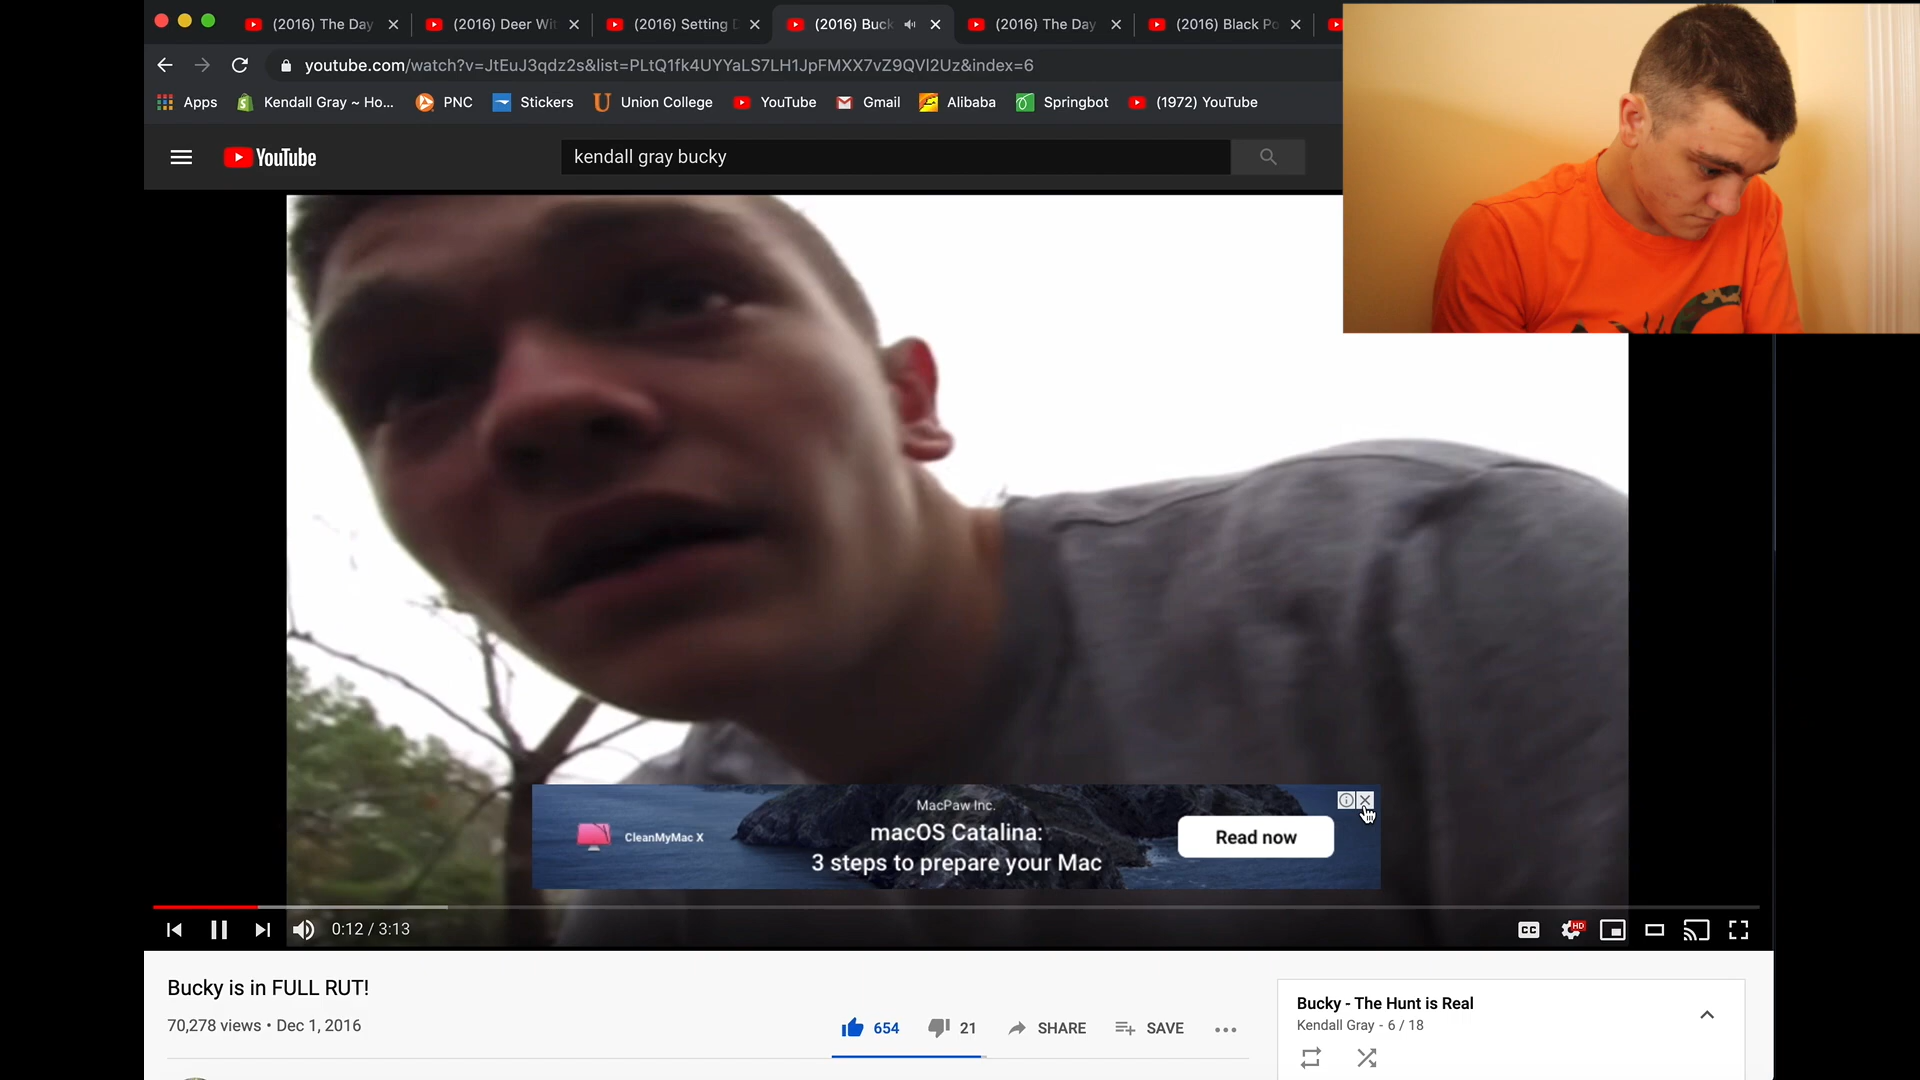 (2016) The Day
(2016) Deer Wit
(2016) Setting D
(2016) Buck
(2016) The Day
(2016) Black Po
youtube.com/watch?v=JtEuJ3qdz2s&list=PLtQ1fk4UYYaLS7LH1JpFMXX7vZ9QVI2Uz&index=6
Apps
Kendall Gray ~ Ho...
PNC
Stickers
Union College
YouTube
Gmail
Alibaba
Springbot
(1972) YouTube
YouTube
kendall gray bucky
MacPaw Inc.
CleanMyMac X
macOS Catalina:
3 steps to prepare your Mac
Read now
0:12 / 3:13
CC
HD
Bucky is in FULL RUT!
70,278 views • Dec 1, 2016
654
21
SHARE
SAVE
Bucky - The Hunt is Real
Kendall Gray - 6 / 18